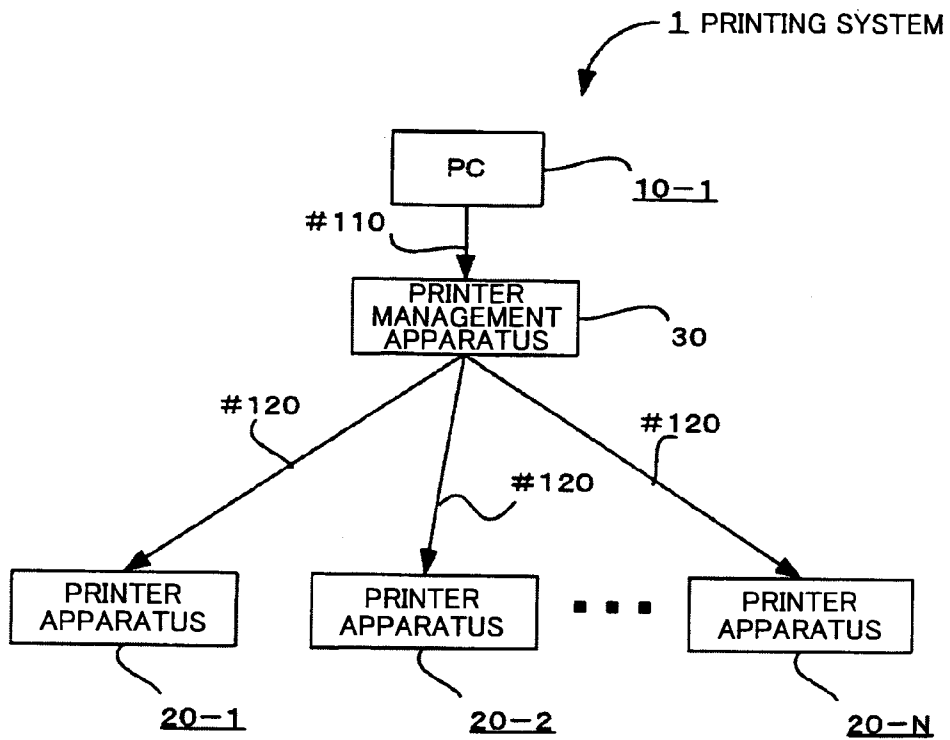 1 PRINTING SYSTEM
PC
10-1
#110
PRINTER
MANAGEMENT
APPARATUS
30
#120
#120
#120
PRINTER
APPARATUS
PRINTER
APPARATUS
PRINTER
APPARATUS
20-1
20-2
20-N